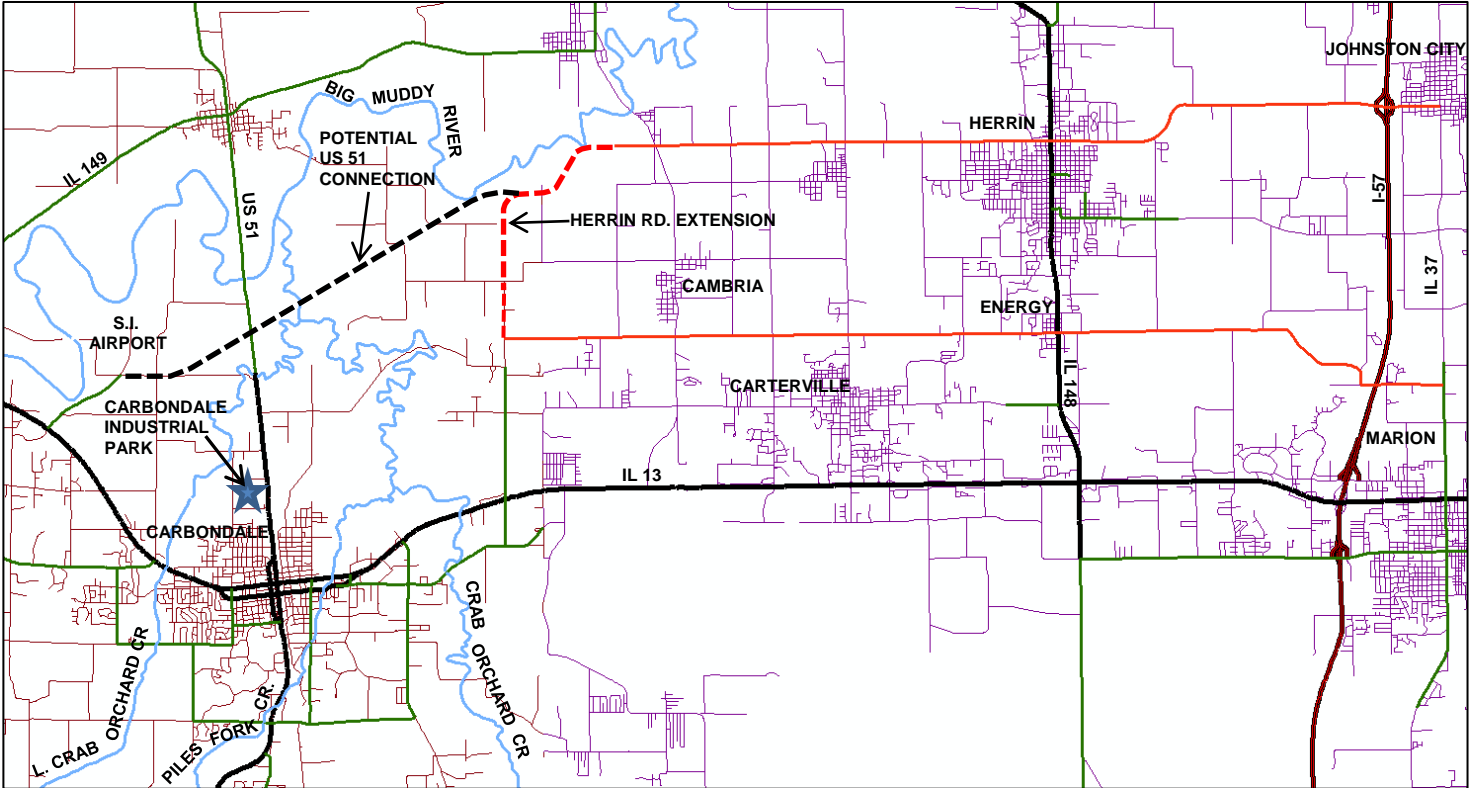 JOHNSTON CITY
BIG MUDDY
RIVER
HERRIN
POTENTIAL
US 51
CONNECTION
IL 149
US 51
I-57
HERRIN RD. EXTENSION
IL 37
CAMBRIA
ENERGY
S.I.
AIRPORT
IL 148
CARTERVILLE
CARBONDALE
INDUSTRIAL
PARK
MARION
IL 13
CARBONDALE
CRAB ORCHARD CR
L. CRAB ORCHARD CR
PILES FORK CR.